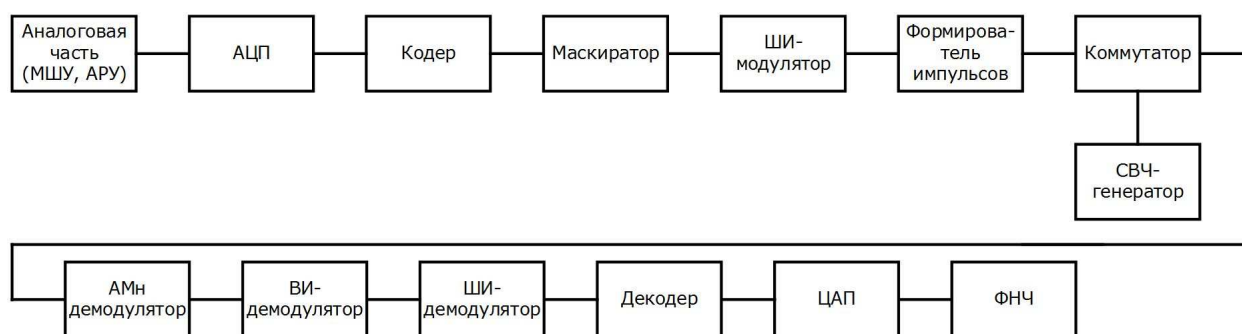 Аналоговая
часть
(МШУ, АРУ)
АЦП
Кодер
Маскиратор
ШИ-
модулятор
Формирова-
тель
импульсов
Коммутатор
СВЧ-
генератор
АМн
демодулятор
ВИ-
демодулятор
ШИ-
демодулятор
Декодер
ЦАП
ФНЧ